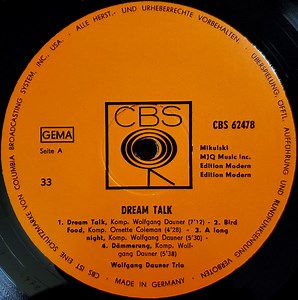 ALLE HERST.- UND URHEBERRECHTE VORBEHALTEN - ÜBERSPIELUNG, ÖFFTL. AUFFÜHRUNG UND RUNDFUNKSENDUNG VERBOTEN
CBS IST EINE SCHUTZMARKE VON COLUMBIA BROADCASTING SYSTEM, INC. USA.
CBS
CBS 62478
GEMA
Seite A
33
Mikulski
MJQ Music Inc.
Edition Modern
Edition Modern
DREAM TALK
1. Dream Talk, Komp. Wolfgang Dauner (7'12) - 2. Bird
Food, Komp. Ornette Coleman (4'28) - 3. A lang
night, Komp. Wolfgang Dauner (5'30) -
4. Dämmerung, Komp. Wolf-
gang Dauner (5'38)
Wolfgang Dauner Trio
MADE IN GERMANY